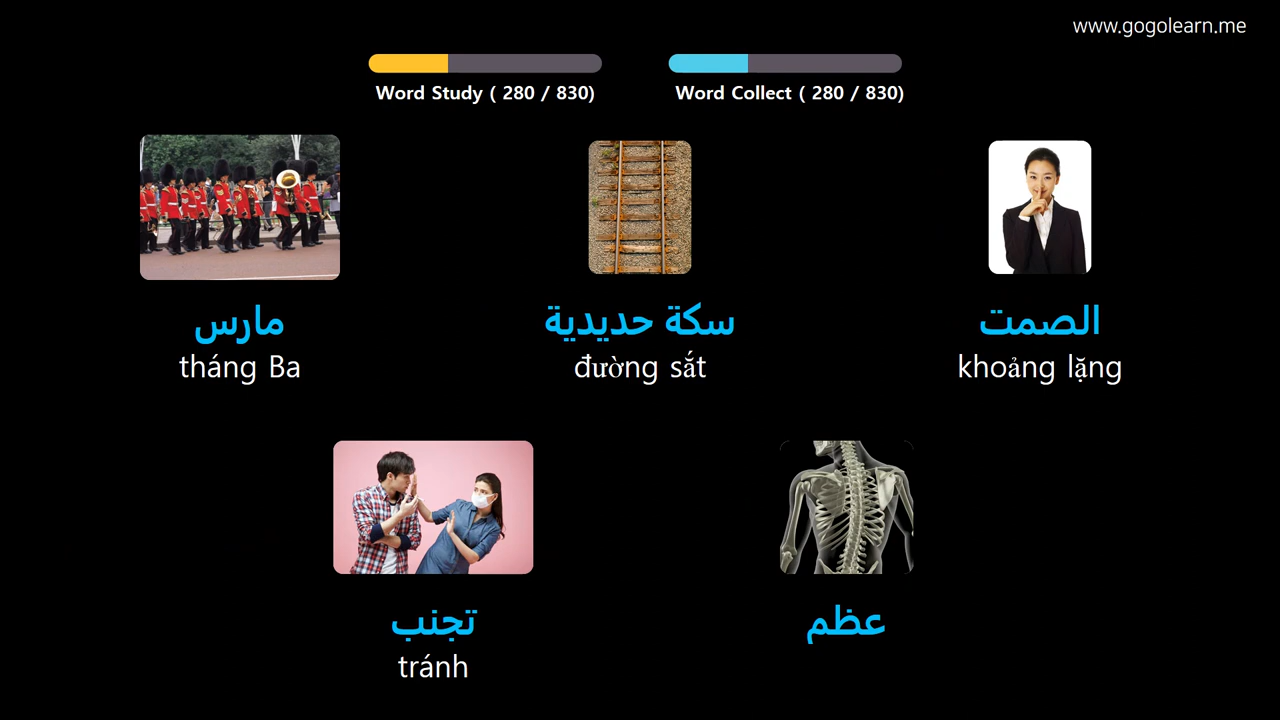 www.gogolearn.me
Word Study ( 280 / 830)
Word Collect ( 280 / 830)
مارس
tháng Ba
سكة حديدية
đường sắt
الصمت
khoảng lặng
تجنب
tránh
عظم